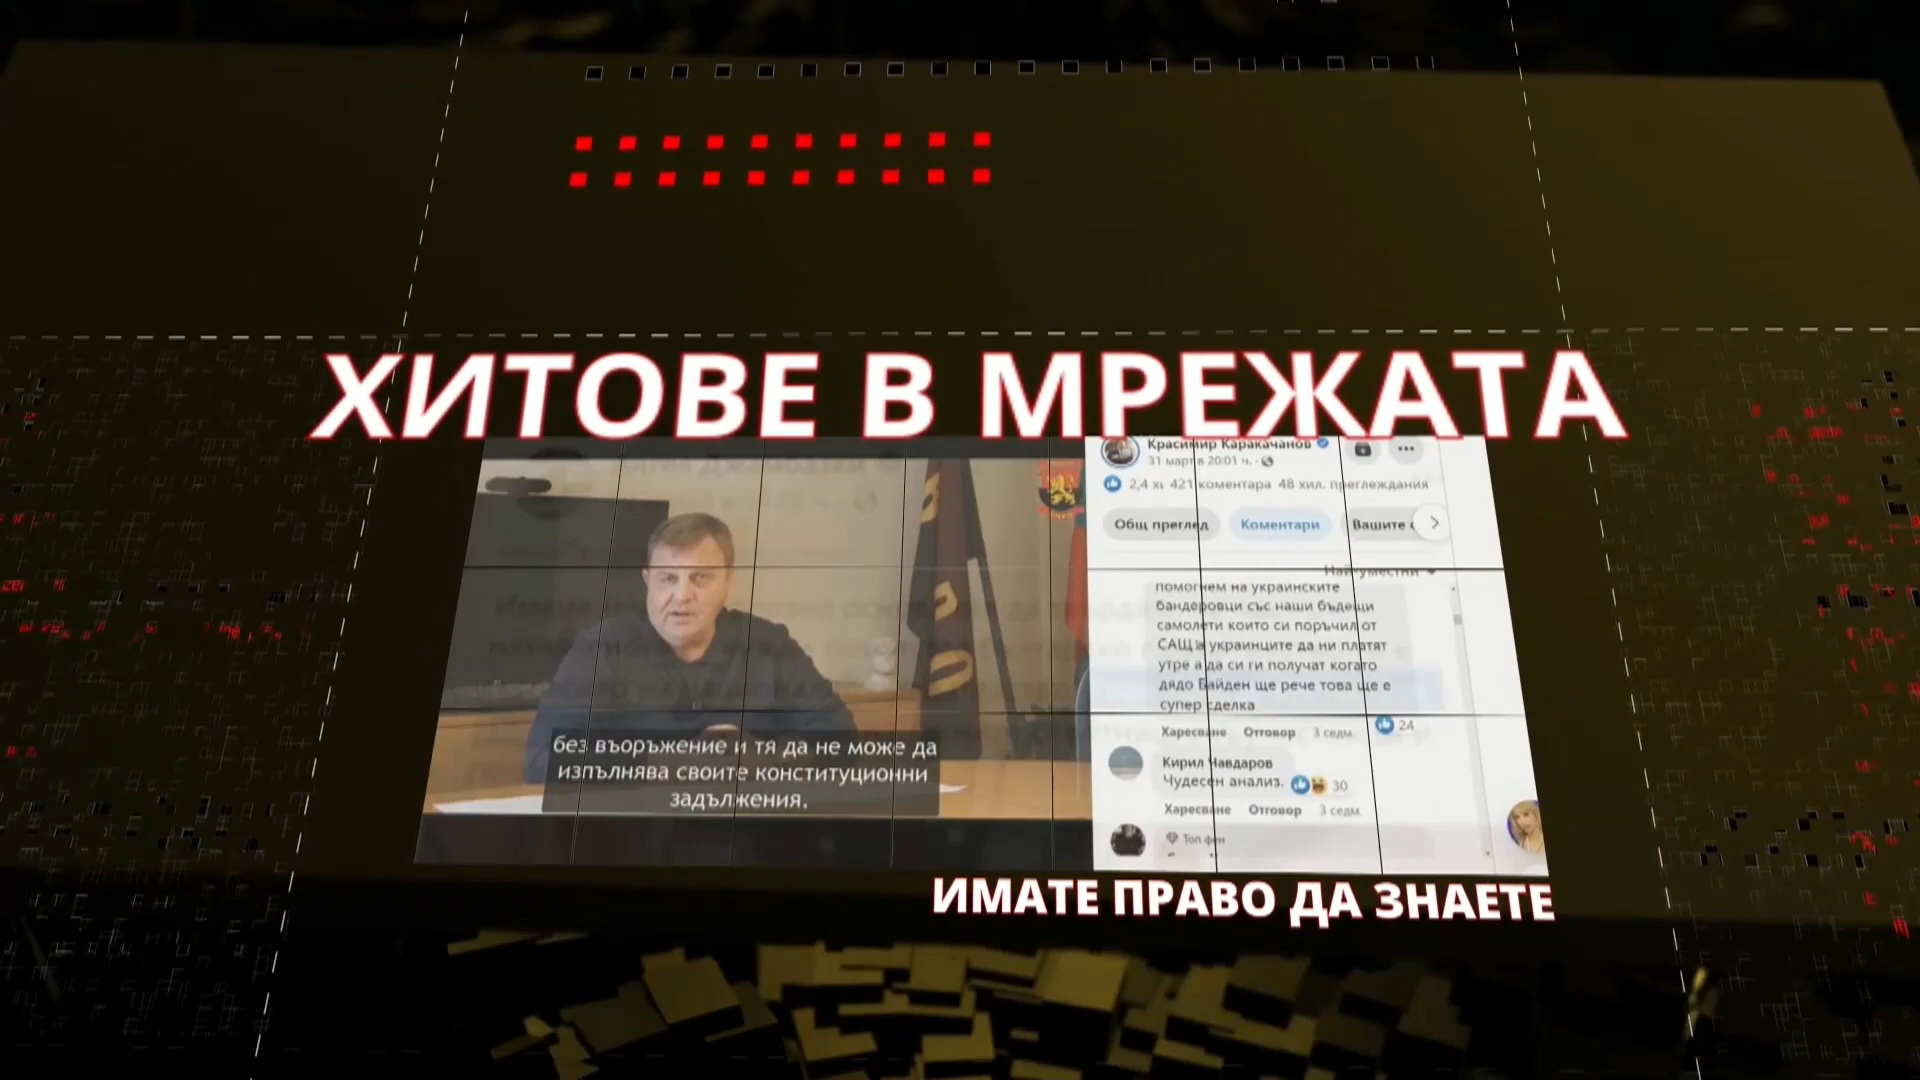 ХИТОВЕ В МРЕЖАТА
Красимир Каракачанов
31 март в 20:01 ч.
2,4 хи 421 коментара 48 хил. преглеждания
Общ преглед Коментари Вашите
Най-уместни
помогнем на украинските
бандеровци със наши бъдещи
самолети които си поръчил от
САЩ а украинците да ни платят
утре а да си ги получат когато
дядо Байден ще рече това ще е
супер сделка
24
Харесване Отговор 3 седм.
Кирил Чавдаров
Чудесен анализ. 30
Харесване Отговор 3 седм.
Топ фен
без въоръжение и тя да не може да
изпълнява своите конституционни
задължения.
ИМАТЕ ПРАВО ДА ЗНАЕТЕ